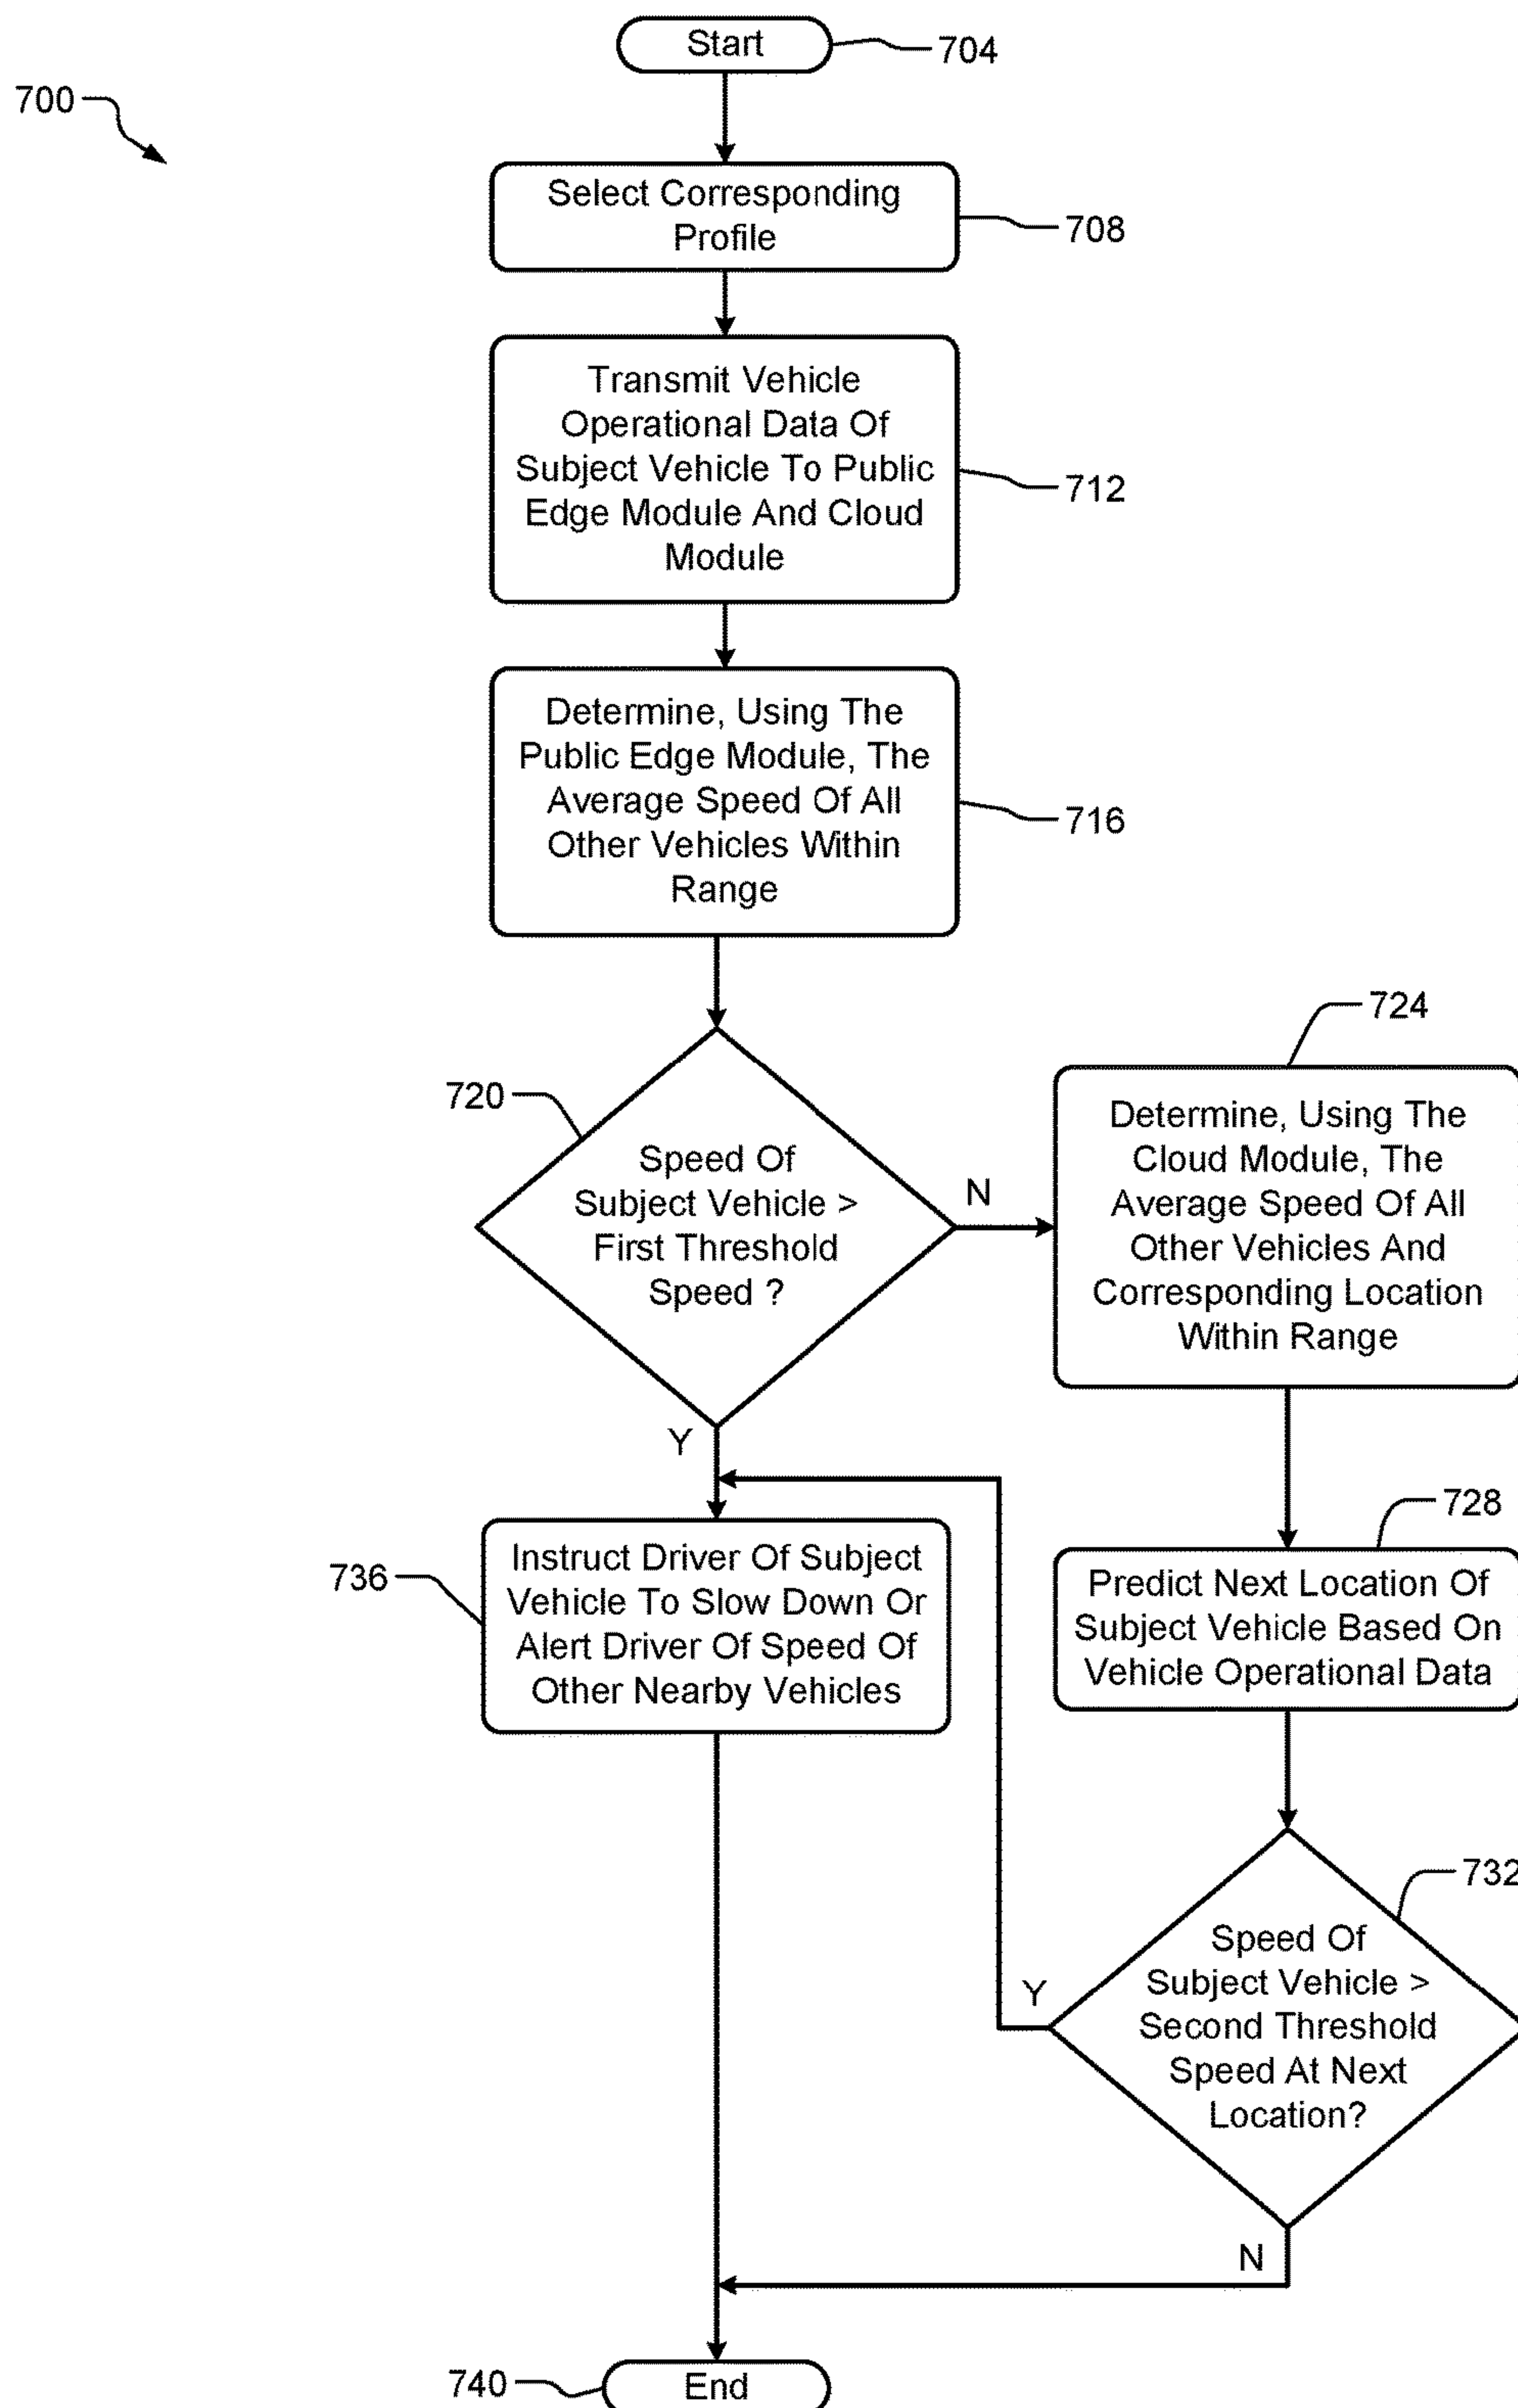 Start
704
700
Select Corresponding
Profile
708
Transmit Vehicle
Operational Data Of
Subject Vehicle To Public
Edge Module And Cloud
Module
712
Determine, Using The
Public Edge Module, The
Average Speed Of All
Other Vehicles Within
Range
716
720
Speed Of
Subject Vehicle >
First Threshold
Speed ?
N
Y
724
Determine, Using The
Cloud Module, The
Average Speed Of All
Other Vehicles And
Corresponding Location
Within Range
728
Predict Next Location Of
Subject Vehicle Based On
Vehicle Operational Data
736
Instruct Driver Of Subject
Vehicle To Slow Down Or
Alert Driver Of Speed Of
Other Nearby Vehicles
732
Speed Of
Subject Vehicle >
Second Threshold
Speed At Next
Location?
Y
N
740
End